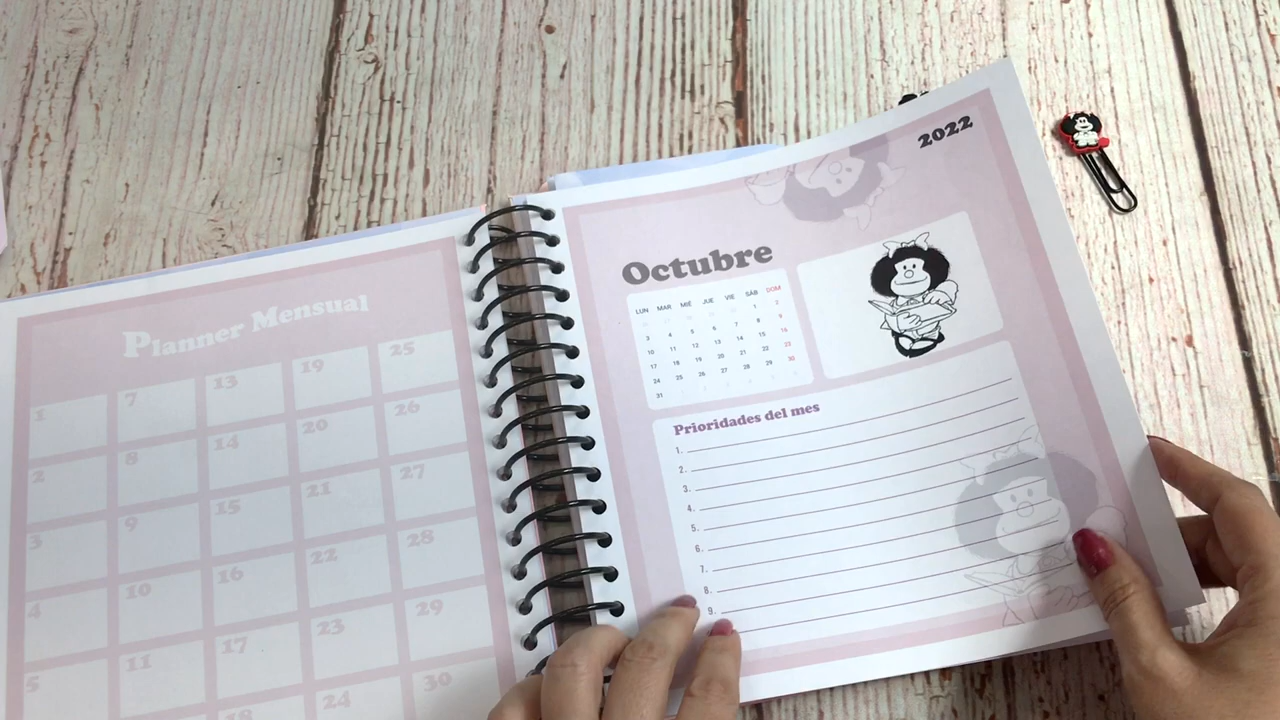 Planner Mensual
1 7 13 19 25
2 8 14 20 26
3 9 15 21 27
4 10 16 22 28
5 11 17 23 29
18 24 30
2022
Octubre
LUN MAR MIÉ JUE VIE SÁB DOM
1 2
3 4 5 6 7 8 9
10 11 12 13 14 15 16
17 18 19 20 21 22 23
24 25 26 27 28 29 30
31
Prioridades del mes
1.
2.
3.
4.
5.
6.
7.
8.
9.